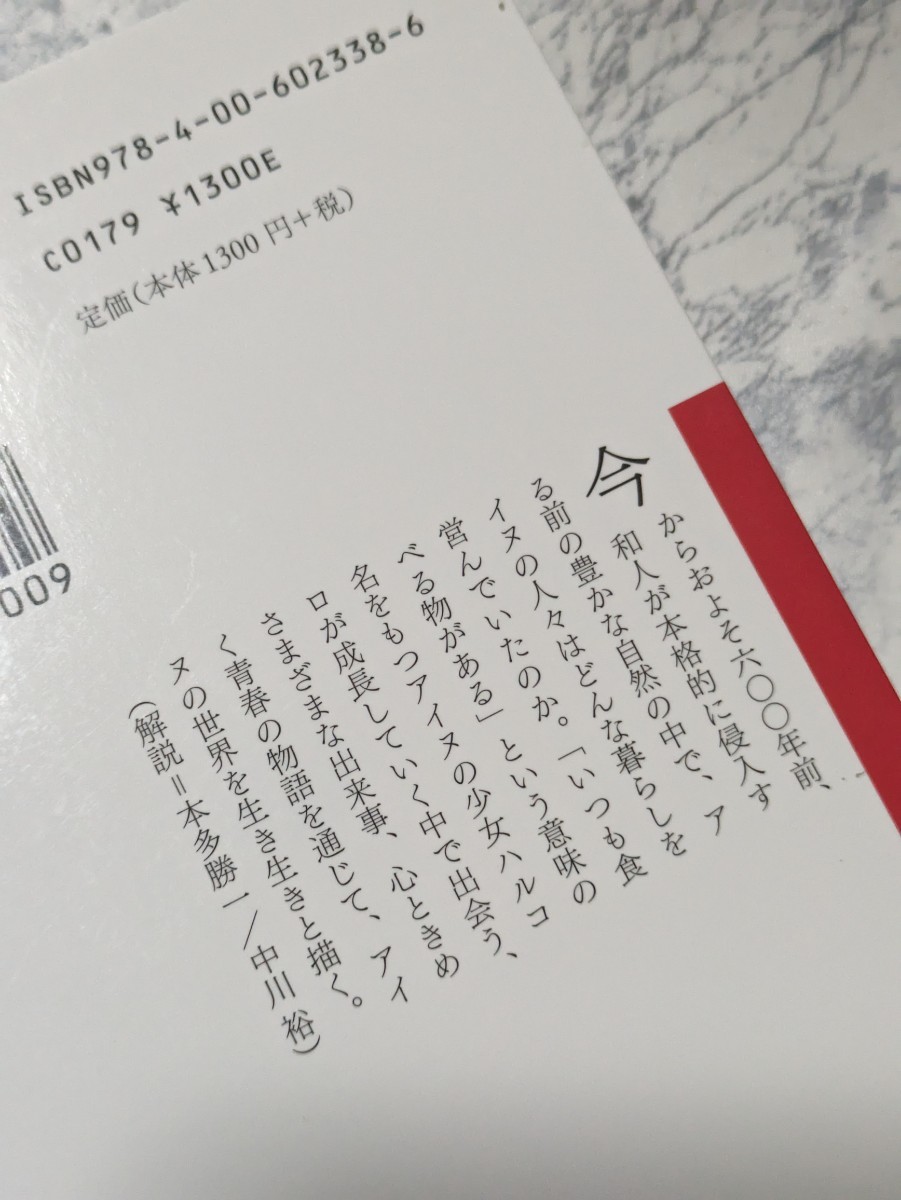 ISBN978-4-00-602338-6
C0179 ¥1300E
定価(本体1300円+税)
009
今からおよそ六〇〇年前、
和人が本格的に侵入す
る前の豊かな自然の中で、ア
イヌの人々はどんな暮らしを
営んでいたのか。「いつも食
べる物がある」という意味の
名をもつアイヌの少女ハルコ
ロが成長していく中で出会う、
さまざまな出来事、心ときめ
く青春の物語を通じて、アイ
ヌの世界を生き生きと描く。
(解説=本多勝一/中川 裕)